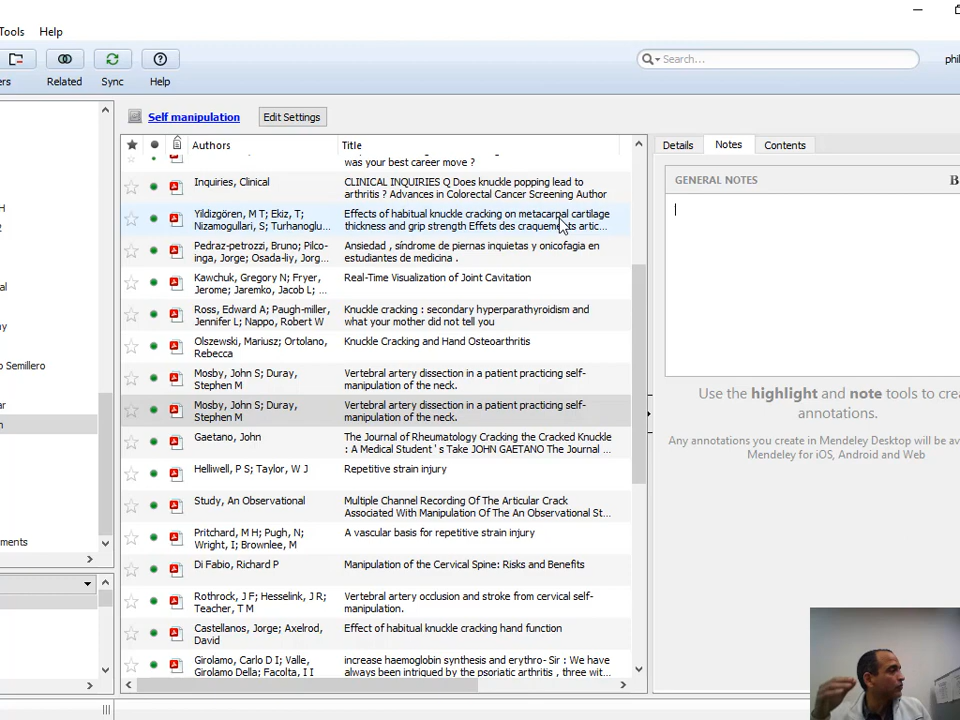 Tools Help
ers Related Sync Help
Search...
phil
Self manipulation Edit Settings
Authors Title
was your best career move ?
Inquiries, Clinical
CLINICAL INQUIRIES Q Does knuckle popping lead to
arthritis ? Advances in Colorectal Cancer Screening Author
Yildizgören, M T; Ekiz, T;
Nizamogullari, S; Turhanoglu...
Effects of habitual knuckle cracking on metacarpal cartilage
thickness and grip strength Effets des craquements artic...
Pedraz-petrozzi, Bruno; Pilco-
inga, Jorge; Osada-liy, Jorg...
Ansiedad , síndrome de piernas inquietas y onicofagia en
estudiantes de medicina .
Kawchuk, Gregory N; Fryer,
Jerome; Jaremko, Jacob L; ...
Real-Time Visualization of Joint Cavitation
Ross, Edward A; Paugh-miller,
Jennifer L; Nappo, Robert W
Knuckle cracking : secondary hyperparathyroidism and
what your mother did not tell you
Olszewski, Mariusz; Ortolano,
Rebecca
Knuckle Cracking and Hand Osteoarthritis
Mosby, John S; Duray,
Stephen M
Vertebral artery dissection in a patient practicing self-
manipulation of the neck.
Mosby, John S; Duray,
Stephen M
Vertebral artery dissection in a patient practicing self-
manipulation of the neck.
Gaetano, John
The Journal of Rheumatology Cracking the Cracked Knuckle
: A Medical Student ' s Take JOHN GAETANO The Journal ...
Helliwell, P S; Taylor, W J
Repetitive strain injury
Study, An Observational
Multiple Channel Recording Of The Articular Crack
Associated With Manipulation Of The An Observational St...
Pritchard, M H; Pugh, N;
Wright, I; Brownlee, M
A vascular basis for repetitive strain injury
Di Fabio, Richard P
Manipulation of the Cervical Spine: Risks and Benefits
Rothrock, J F; Hesselink, J R;
Teacher, T M
Vertebral artery occlusion and stroke from cervical self-
manipulation.
Castellanos, Jorge; Axelrod,
David
Effect of habitual knuckle cracking hand function
Girolamo, Carlo D I; Valle,
Girolamo Della; Facolta, I I
increase haemoglobin synthesis and erythro- Sir : We have
always been intrigued by the psoriatic arthritis , three wit...
Details Notes Contents
GENERAL NOTES B
Use the highlight and note tools to crea
annotations.
Any annotations you create in Mendeley Desktop will be av
Mendeley for iOS, Android and Web
H
2
al
y
o Semillero
ar
n
ments